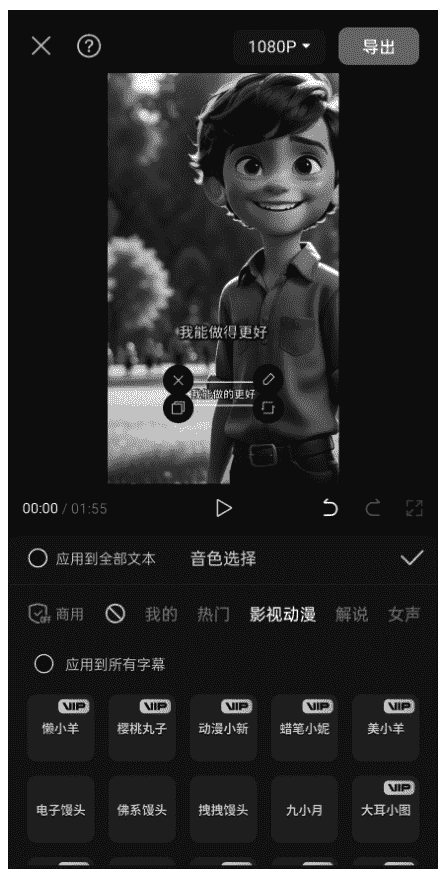 1080P
导出
我能做得更好
我能做的更好
00:00 / 01:55
应用到全部文本 音色选择
OFF 商用 我的 热门 影视动漫 解说 女声
应用到所有字幕
VIP VIP VIP VIP VIP
懒小羊 樱桃丸子 动漫小新 蜡笔小妮 美小羊
VIP
电子馒头 佛系馒头 拽拽馒头 九小月 大耳小图